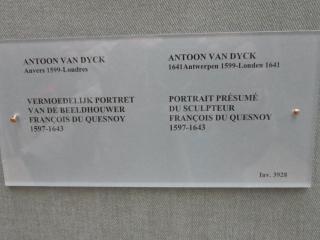 ANTOON VAN DYCK
Anvers 1599-Londres
VERMOEDELIJK PORTRET
VAN DE BEELDHOUWER
FRANÇOIS DU QUESNOY
1597-1643
ANTOON VAN DYCK
1641Antwerpen 1599-Londen 1641
PORTRAIT PRÉSUMÉ
DU SCULPTEUR
FRANÇOIS DU QUESNOY
1597-1643
Inv. 3928